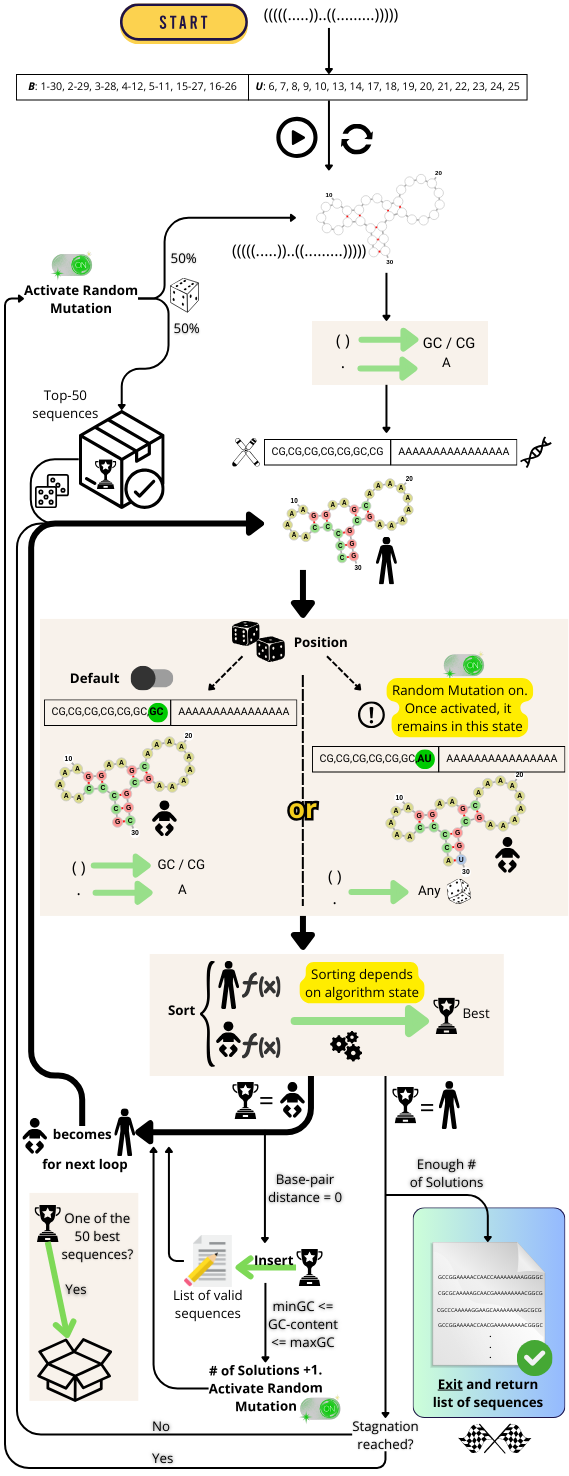 START
(((((.....))..((.........)))))
B: 1-30, 2-29, 3-28, 4-12, 5-11, 15-27, 16-26
U: 6, 7, 8, 9, 10, 13, 14, 17, 18, 19, 20, 21, 22, 23, 24, 25
10
20
30
(((((.....))..((.........)))))
50%
ON
Activate Random
Mutation
50%
( )
GC / CG
.
A
Top-50
sequences
CG,CG,CG,CG,CG,GC,CG
AAAAAAAAAAAAAAAA
10
20
30
Position
Default
ON
Random Mutation on.
Once activated, it
remains in this state
CG,CG,CG,CG,CG,GC,GC
AAAAAAAAAAAAAAAA
CG,CG,CG,CG,CG,GC,AU
AAAAAAAAAAAAAAAA
10
20
30
10
20
30
or
( )
GC / CG
.
A
( )
.
Any
Sort
f(x)
f(x)
Sorting depends
on algorithm state
Best
=
=
becomes
for next loop
Base-pair
distance = 0
Enough #
of Solutions
One of the
50 best
sequences?
Yes
Insert
List of valid
sequences
minGC <=
GC-content
<= maxGC
# of Solutions +1.
Activate Random
Mutation
ON
GCCGGAAAAACCAACCAAAAAAAAAGGGGC
CGCGCAAAAAGCAACGAAAAAAAAACGGCG
CGCCCAAAAAGGAAGCAAAAAAAAAGCGCG
GCCGGAAAAACCAACGAAAAAAAAACGGGC
.
.
.
.
Exit and return
list of sequences
No
Stagnation
reached?
Yes